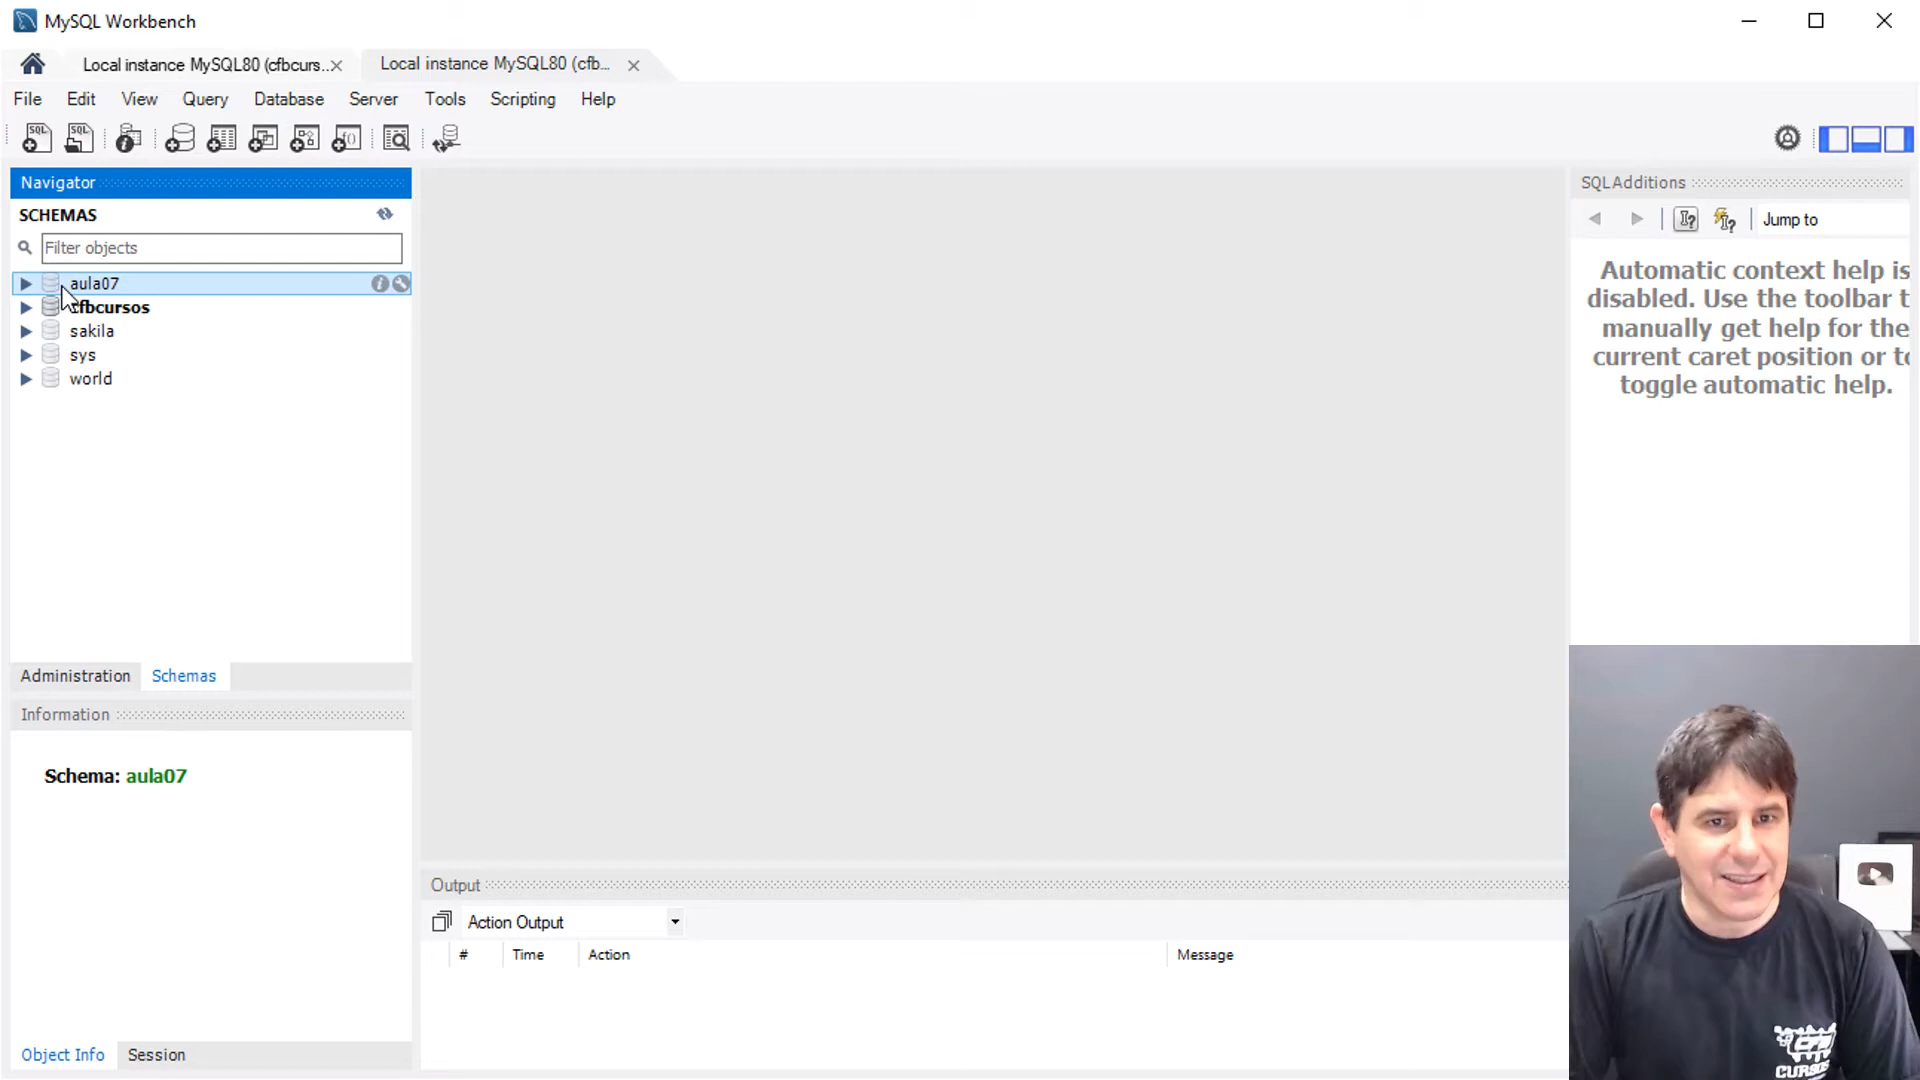 MySQL Workbench
Local instance MySQL80 (cfbcurs... Local instance MySQL80 (cfb...
File Edit View Query Database Server Tools Scripting Help
Navigator
SCHEMAS
Filter objects
aula07
cfbcursos
sakila
sys
world
Administration Schemas
Information
Schema: aula07
Object Info Session
Output
Action Output
# Time Action Message
SQLAdditions
Jump to
Automatic context help is
disabled. Use the toolbar t
manually get help for the
current caret position or to
toggle automatic help.
CFB
CURSOS